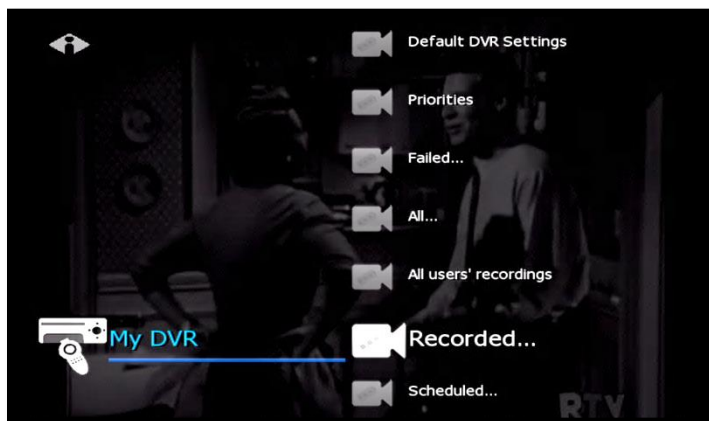 Default DVR Settings
Priorities
Failed...
All...
All users' recordings
My DVR
Recorded...
Scheduled...
RTV